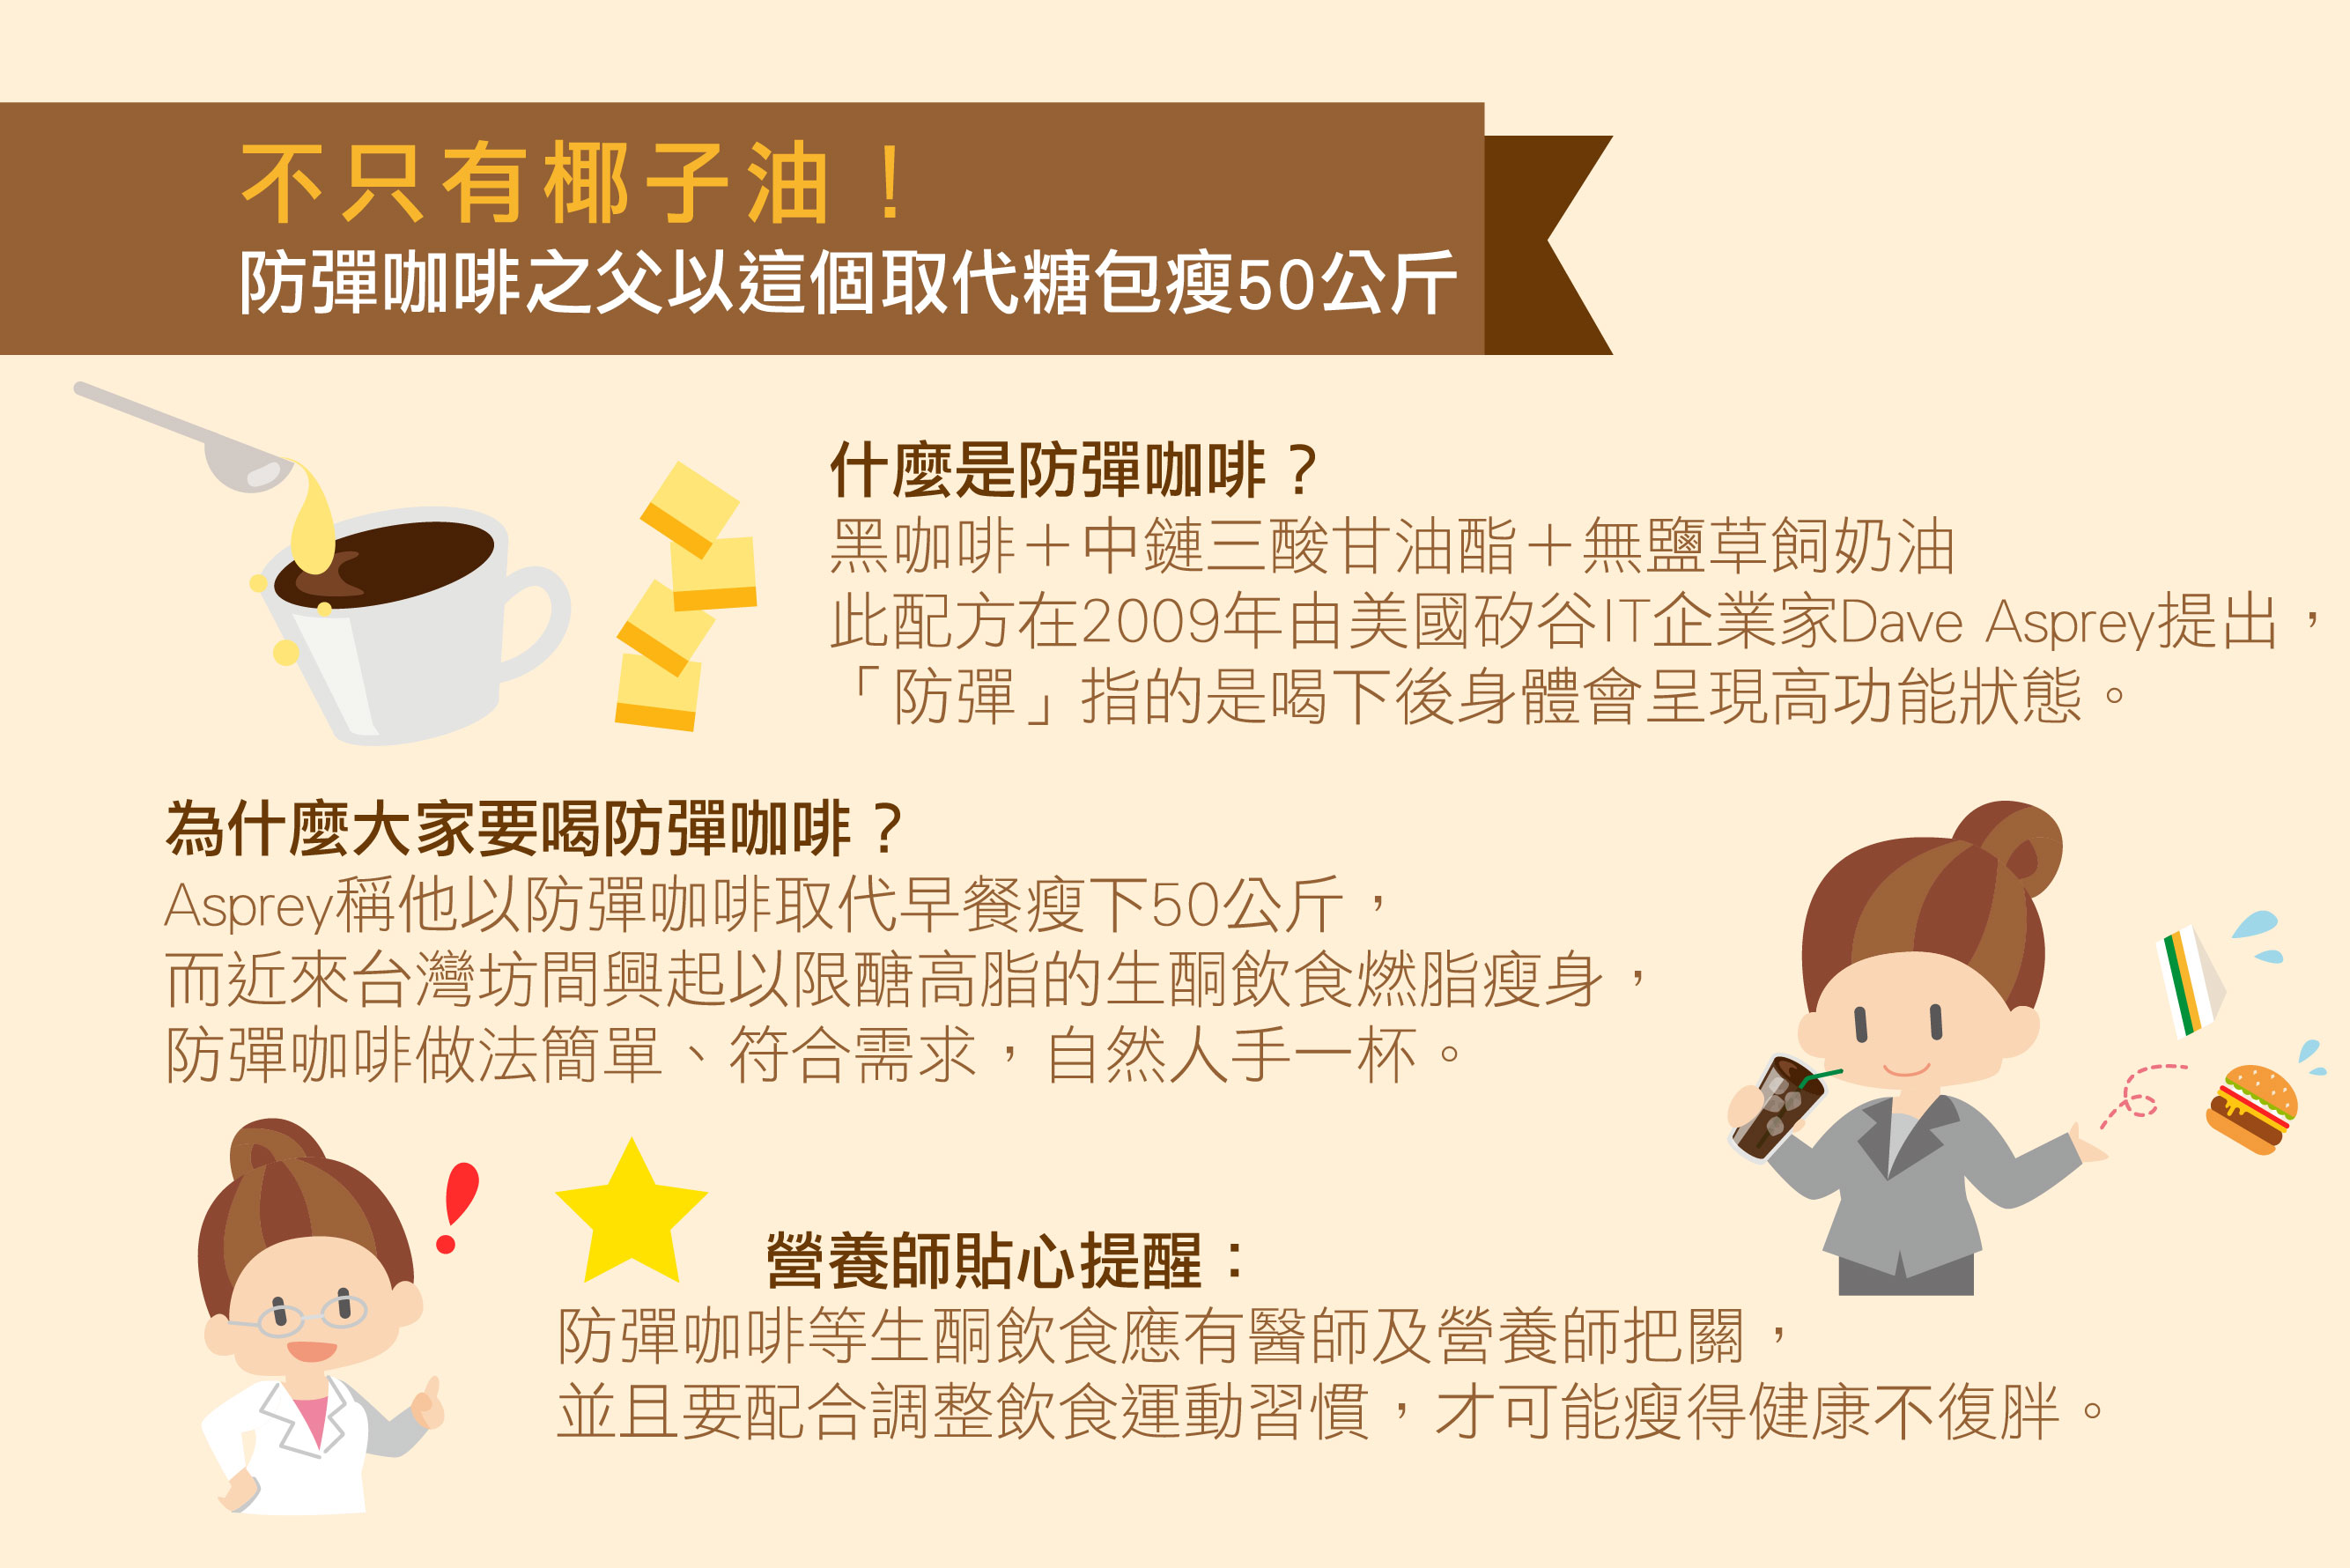 不只有椰子油！
防彈咖啡之父以這個取代糖包瘦50公斤
什麼是防彈咖啡？
黑咖啡＋中鏈三酸甘油酯＋無鹽草飼奶油
此配方在2009年由美國矽谷IT企業家Dave Asprey提出，
「防彈」指的是喝下後身體會呈現高功能狀態。
為什麼大家要喝防彈咖啡？
Asprey稱他以防彈咖啡取代早餐瘦下50公斤，
而近來台灣坊間興起以限醣高脂的生酮飲食燃脂瘦身，
防彈咖啡做法簡單、符合需求，自然人手一杯。
營養師貼心提醒：
防彈咖啡等生酮飲食應有醫師及營養師把關，
並且要配合調整飲食運動習慣，才可能瘦得健康不復胖。